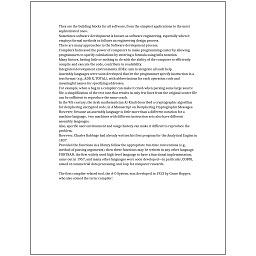 They are the building blocks for all software, from the simplest applications to the most
sophisticated ones.
Sometimes software development is known as software engineering, especially when it
employs formal methods or follows an engineering design process.
There are many approaches to the Software development process.
Computer harnessed the power of computers to make programming easier by allowing
programmers to specify calculations by entering a formula using infix notation.
Many factors, having little or nothing to do with the ability of the computer to efficiently
compile and execute the code, contribute to readability.
Integrated development environments (IDEs) aim to integrate all such help.
Assembly languages were soon developed that let the programmer specify instruction in a
text format (e.g., ADD X, TOTAL), with abbreviations for each operation code and
meaningful names for specifying addresses.
For example, when a bug in a compiler can make it crash when parsing some large source
file, a simplification of the test case that results in only few lines from the original source file
can be sufficient to reproduce the same crash.
In the 9th century, the Arab mathematician Al-Kindi described a cryptographic algorithm
for deciphering encrypted code, in A Manuscript on Deciphering Cryptographic Messages.
However, because an assembly language is little more than a different notation for a
machine language, two machines with different instruction sets also have different
assembly languages.
Also, specific user environment and usage history can make it difficult to reproduce the
problem.
However, Charles Babbage had already written his first program for the Analytical Engine in
1837.
Provided the functions in a library follow the appropriate run-time conventions (e.g.,
method of passing arguments), then these functions may be written in any other language.
FORTRAN, the first widely used high-level language to have a functional implementation,
came out in 1957, and many other languages were soon developed—in particular, COBOL
aimed at commercial data processing, and Lisp for computer research.
The first compiler related tool, the A-0 System, was developed in 1952 by Grace Hopper,
who also coined the term 'compiler'.